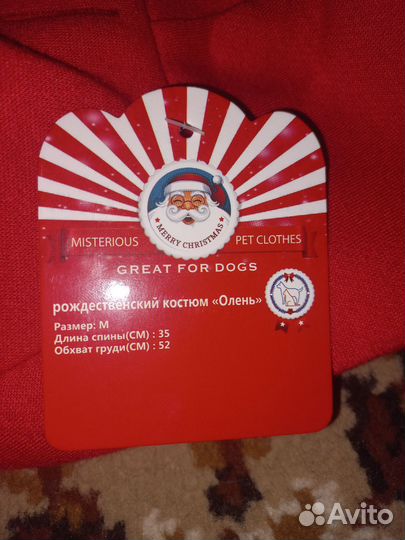 MERRY CHRISTMAS
MISTERIOUS PET CLOTHES
GREAT FOR DOGS
рождественский костюм «Олень»
Размер: M
Длина спины(СМ) : 35
Обхват груди(СМ) : 52
Avito